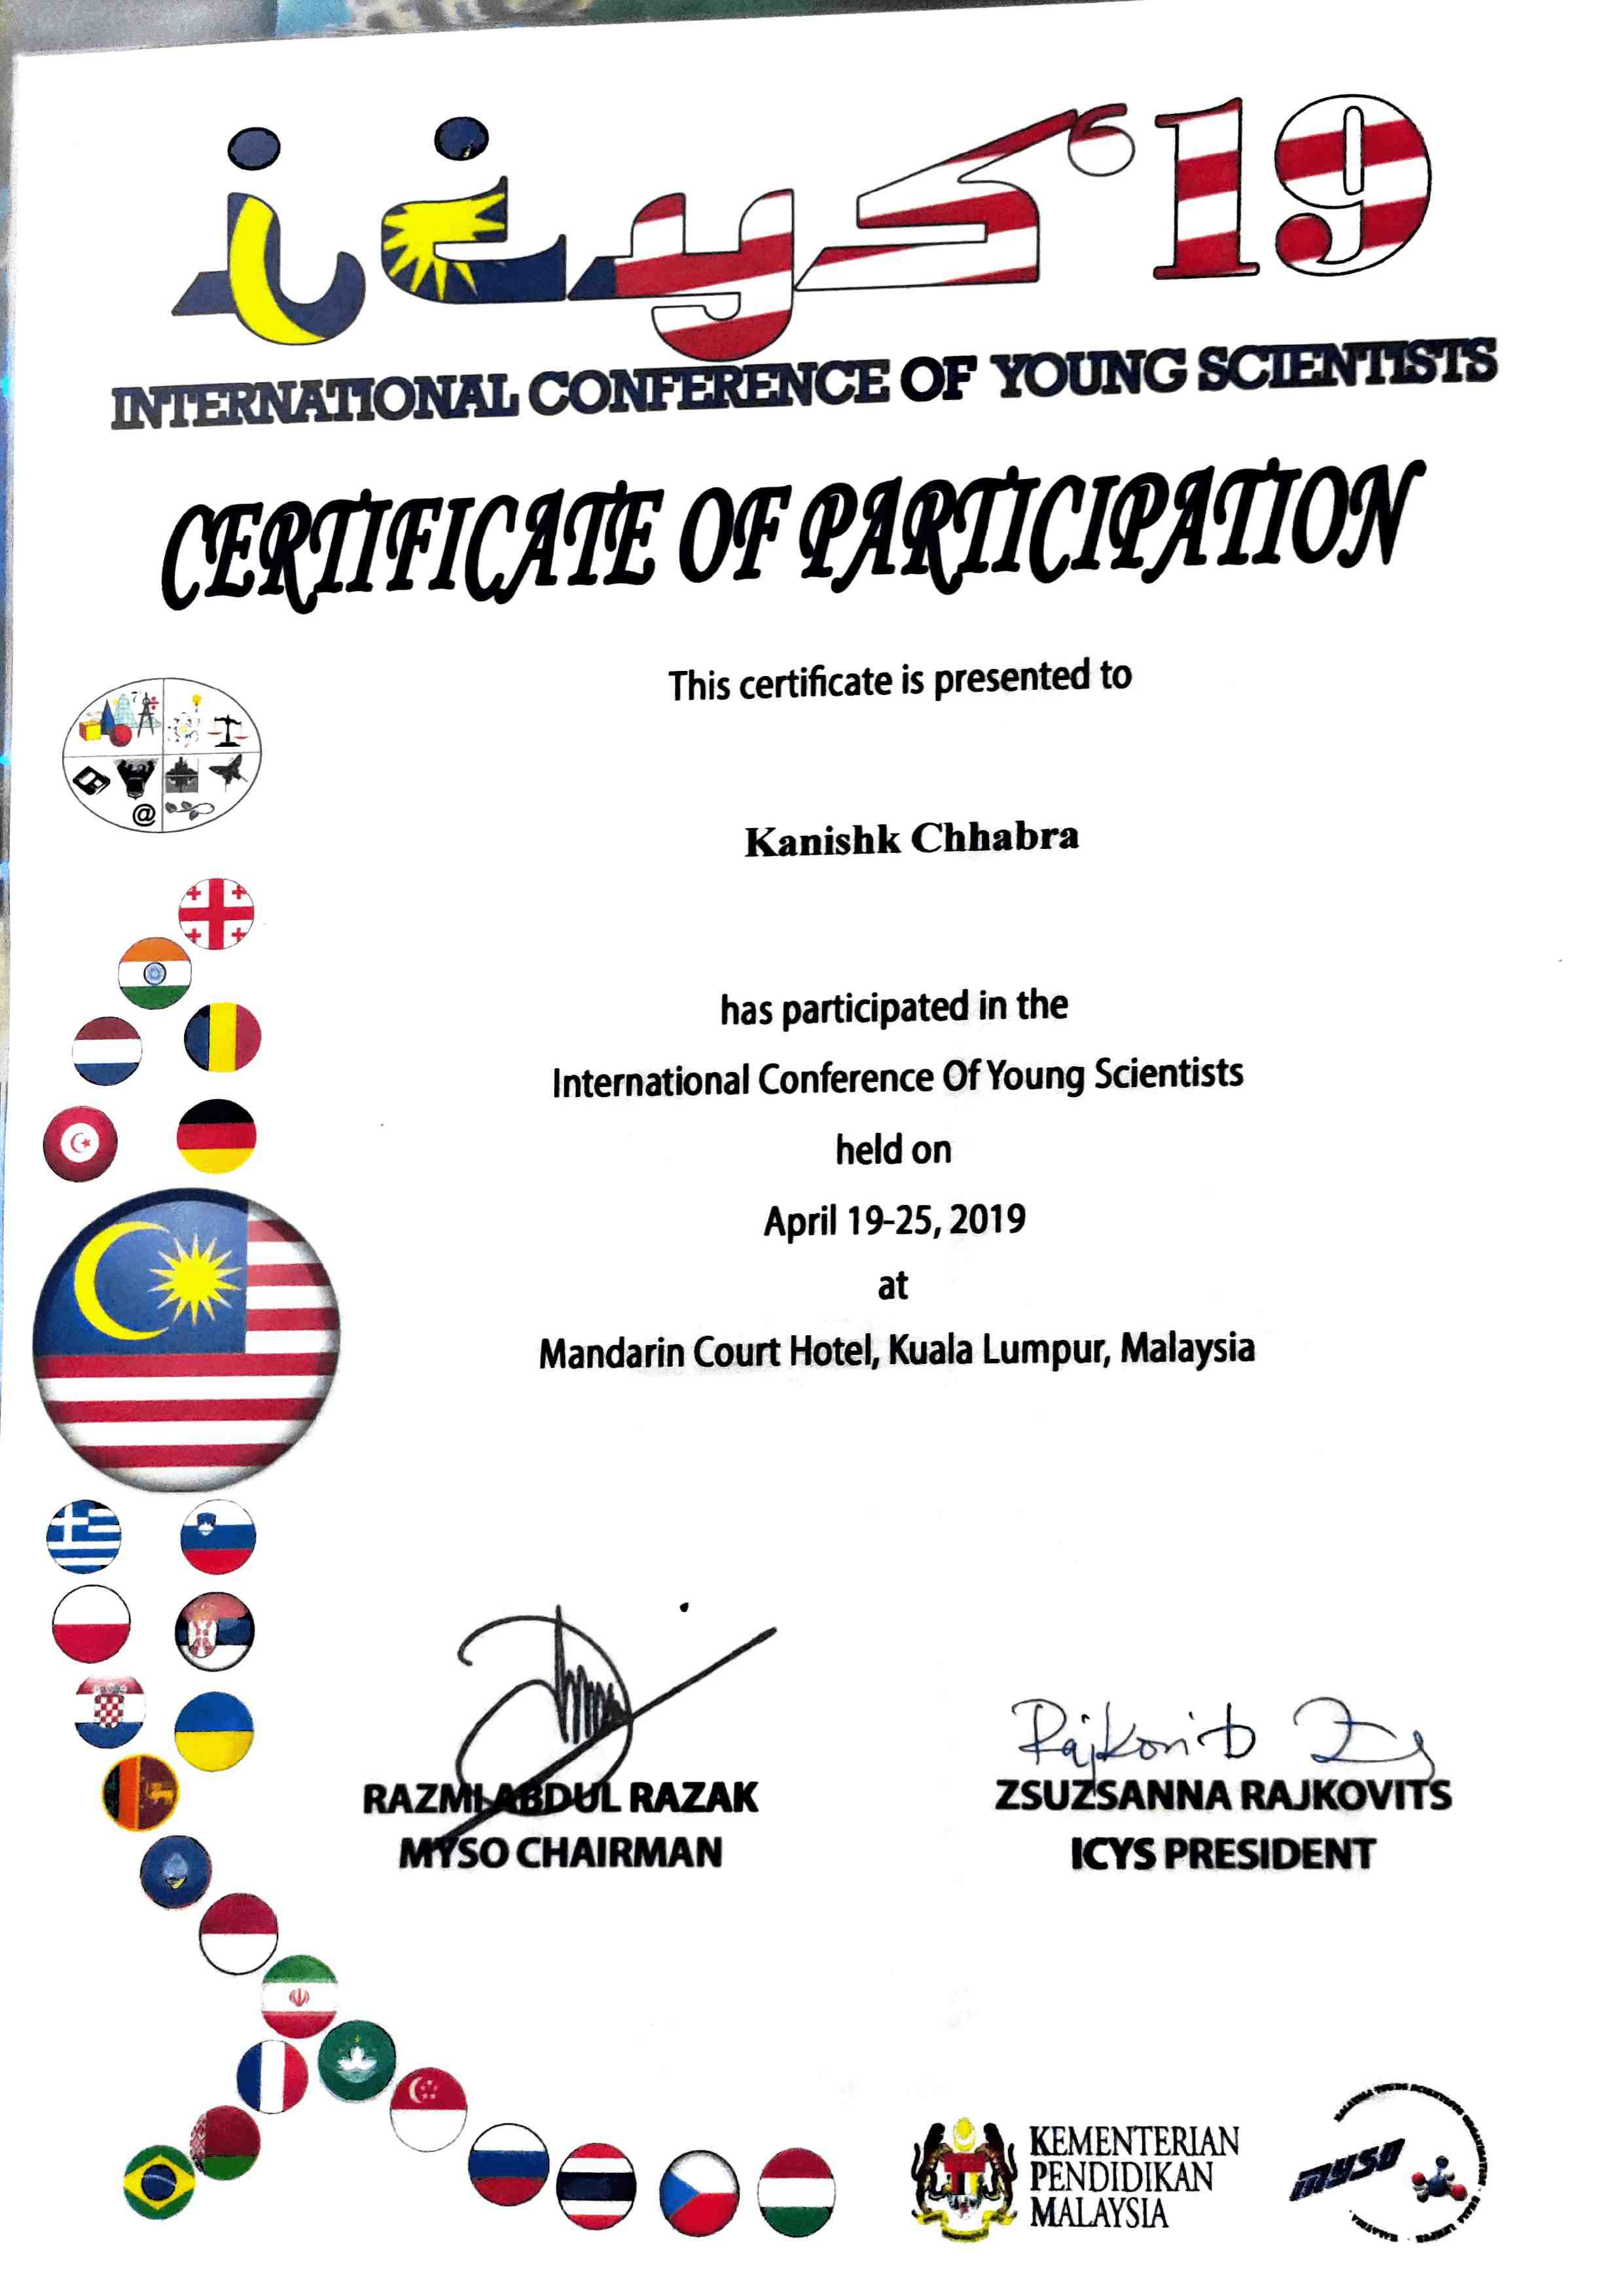 icys'19
INTERNATIONAL CONFERENCE OF YOUNG SCIENTISTS
CERTIFICATE OF PARTICIPATION
This certificate is presented to
Kanishk Chhabra
has participated in the
International Conference Of Young Scientists
held on
April 19-25, 2019
at
Mandarin Court Hotel, Kuala Lumpur, Malaysia
Rajkovits Zs
RAZMI ABDUL RAZAK
MYSO CHAIRMAN
ZSUZSANNA RAJKOVITS
ICYS PRESIDENT
KEMENTERIAN
PENDIDIKAN
MALAYSIA
MYSO